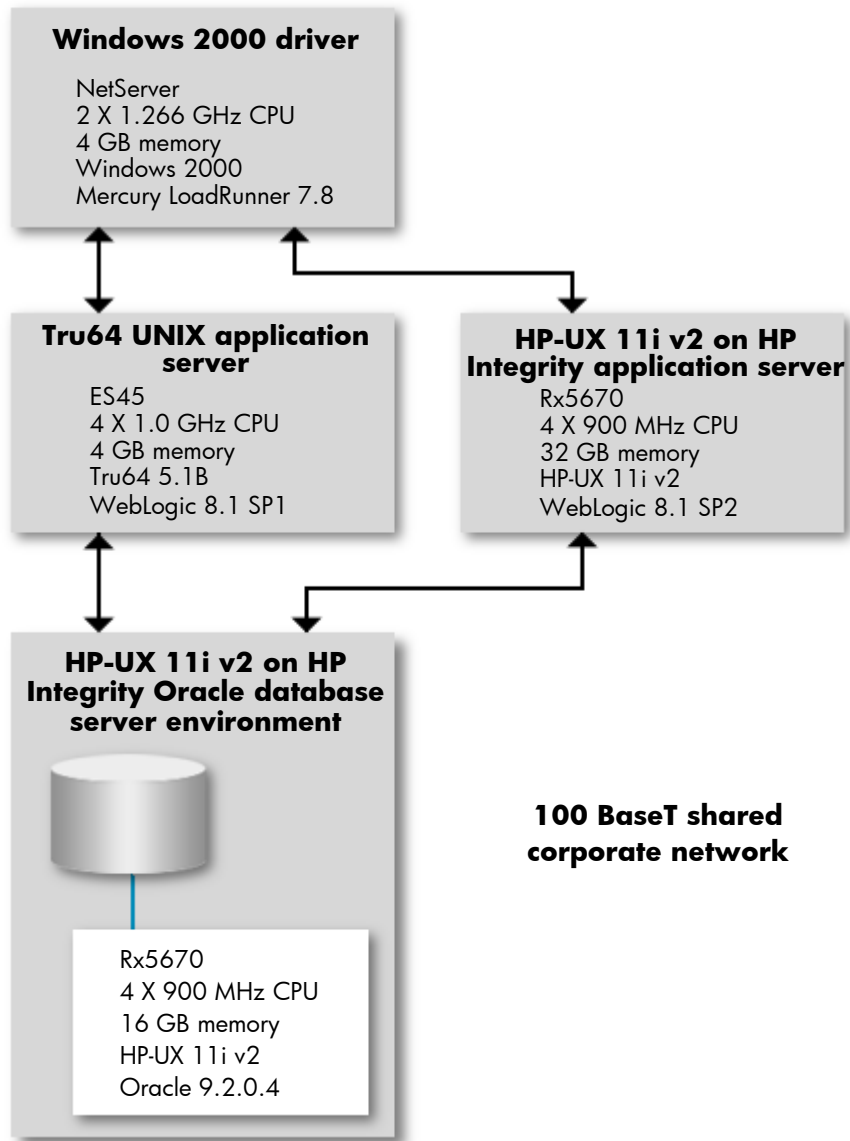 Windows 2000 driver
NetServer
2 X 1.266 GHz CPU
4 GB memory
Windows 2000
Mercury LoadRunner 7.8
Tru64 UNIX application
server
ES45
4 X 1.0 GHz CPU
4 GB memory
Tru64 5.1B
WebLogic 8.1 SP1
HP-UX 11i v2 on HP
Integrity application server
Rx5670
4 X 900 MHz CPU
32 GB memory
HP-UX 11i v2
WebLogic 8.1 SP2
HP-UX 11i v2 on HP
Integrity Oracle database
server environment
Rx5670
4 X 900 MHz CPU
16 GB memory
HP-UX 11i v2
Oracle 9.2.0.4
100 BaseT shared
corporate network